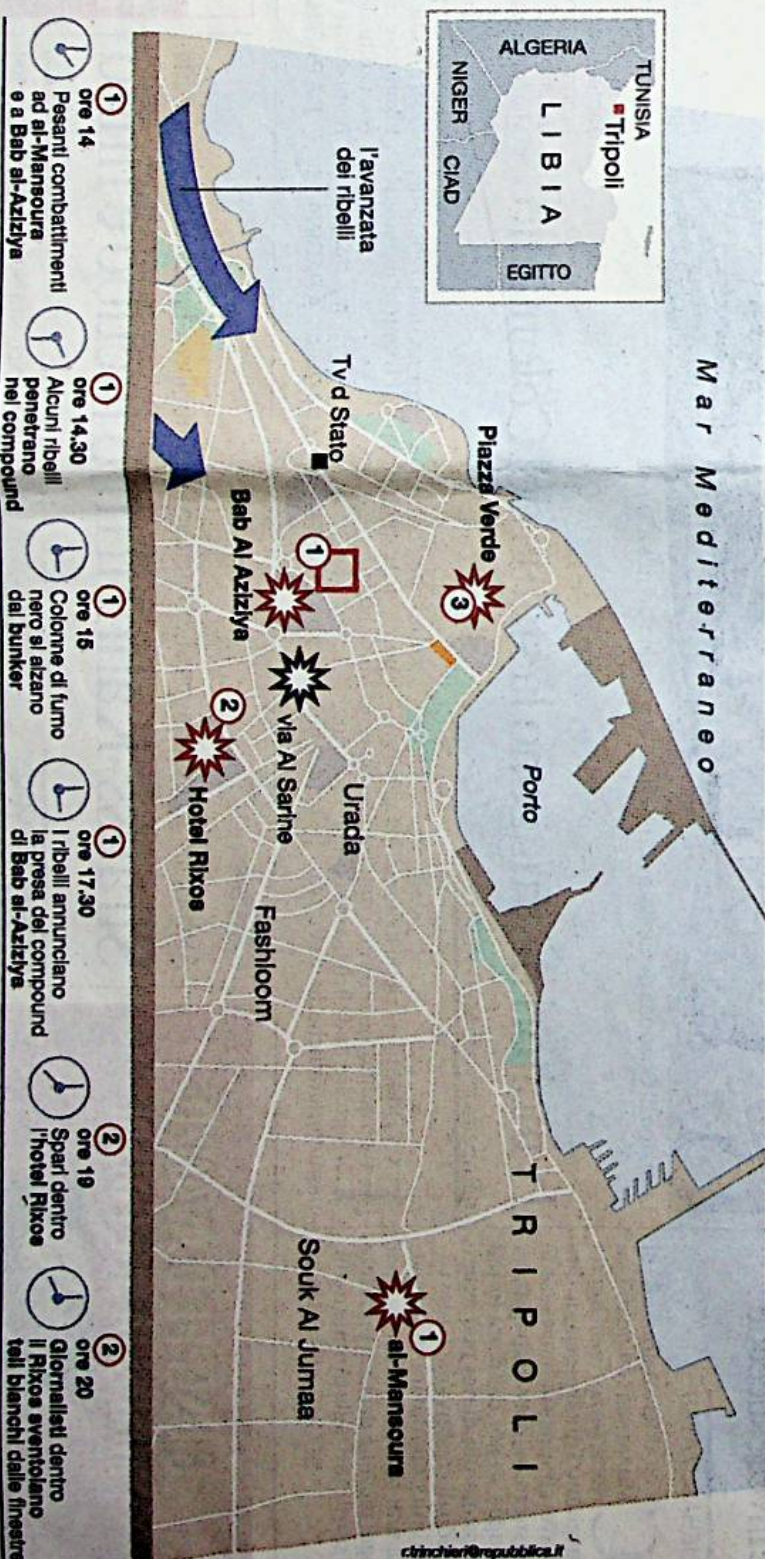 Mar Mediterraneo
TUNISIA
Tripoli
ALGERIA
LIBIA
NIGER
CIAD
EGITTO
l'avanzata
dei ribelli
Tv d Stato
Piazza Verde
3
1
Bab Al Aziziya
via Al Sarine
2
Hotel Rixos
Urada
Fashloom
Porto
TRIPOLI
Souk Al Jumaa
1
al-Mansoura
c.trinchieri@repubblica.it
1
ore 14
Pesanti combattimenti
ad al-Mansoura
e a Bab al-Aziziya
1
ore 14.30
Alcuni ribelli
penetrano
nel compound
1
ore 15
Colonne di fumo
nero si alzano
dal bunker
1
ore 17.30
I ribelli annunciano
la presa del compound
di Bab al-Aziziya
2
ore 19
Spari dentro
l'hotel Rixos
2
ore 20
Giornalisti dentro
il Rixos sventolano
teli bianchi dalle finestre